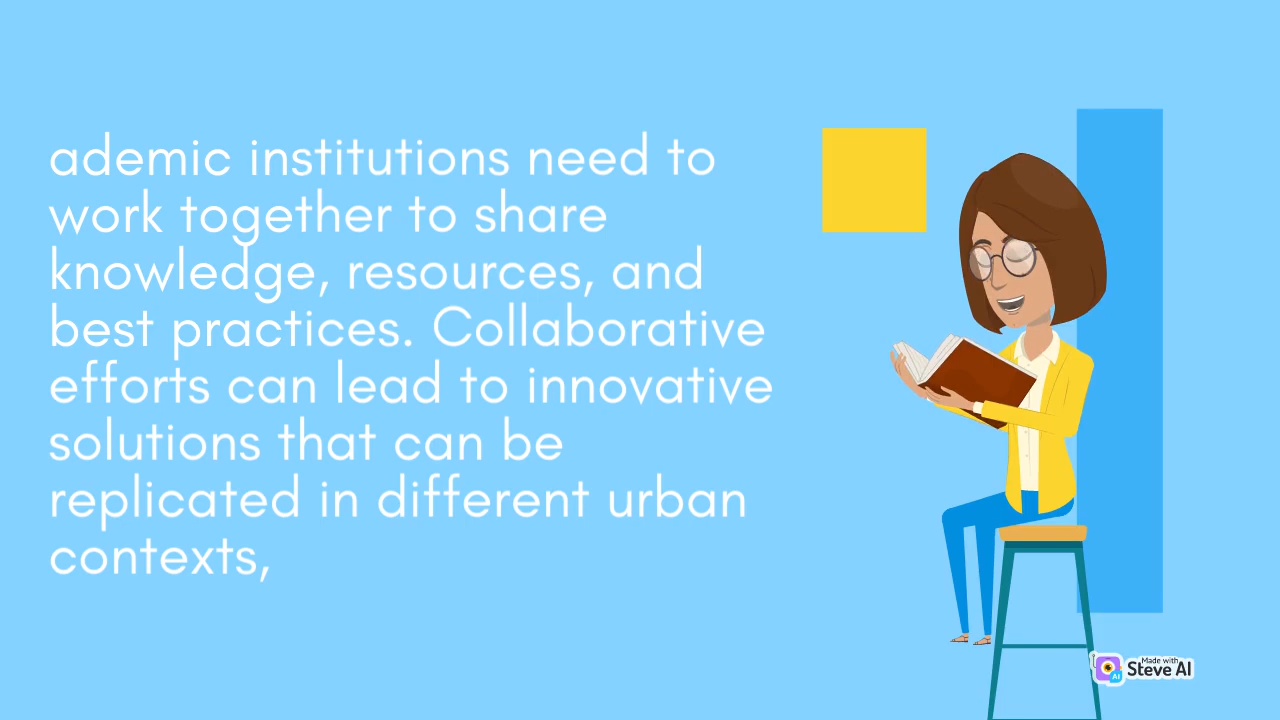 ademic institutions need to
work together to share
knowledge, resources, and
best practices. Collaborative
efforts can lead to innovative
solutions that can be
replicated in different urban
contexts,
Made with
Steve AI
AI